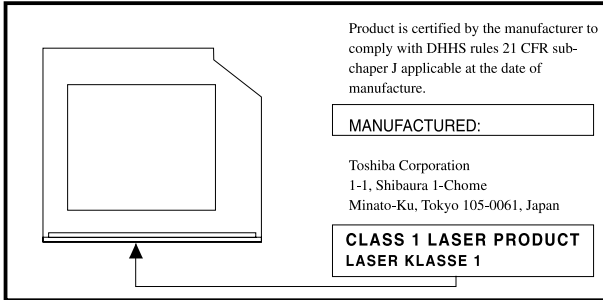 Product is certified by the manufacturer to
comply with DHHS rules 21 CFR sub-
chaper J applicable at the date of
manufacture.
MANUFACTURED:
Toshiba Corporation
1-1, Shibaura 1-Chome
Minato-Ku, Tokyo 105-0061, Japan
CLASS 1 LASER PRODUCT
LASER KLASSE 1